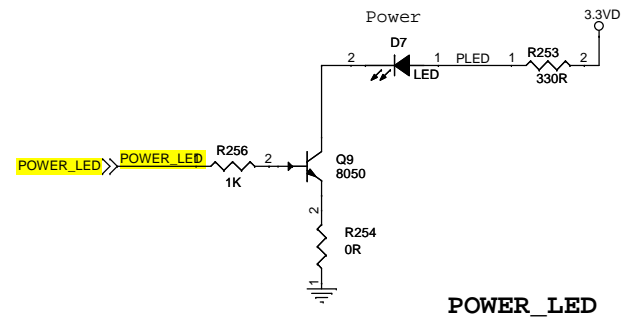 Power
3.3VD
D7
R253
2
1
PLED
1
2
LED
330R
POWER_LED
POWER_LED
1
R256
2
1K
Q9
8050
2
R254
0R
1
POWER_LED